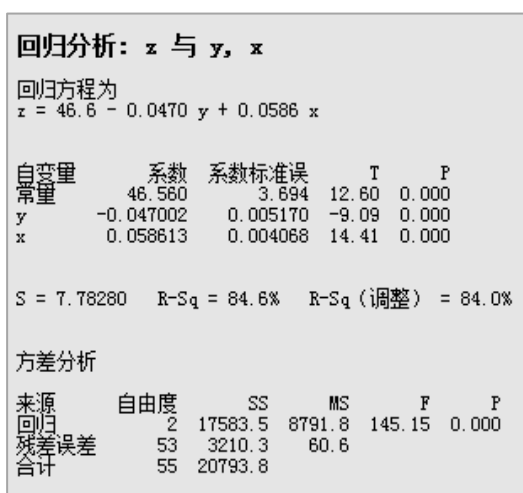 回归分析: z 与 y, x
回归方程为
z = 46.6 - 0.0470 y + 0.0586 x
自变量 系数 系数标准误 T P
常量 46.560 3.694 12.60 0.000
y -0.047002 0.005170 -9.09 0.000
x 0.058613 0.004068 14.41 0.000
S = 7.78280 R-Sq = 84.6% R-Sq（调整） = 84.0%
方差分析
来源 自由度 SS MS F P
回归 2 17583.5 8791.8 145.15 0.000
残差误差 53 3210.3 60.6
合计 55 20793.8